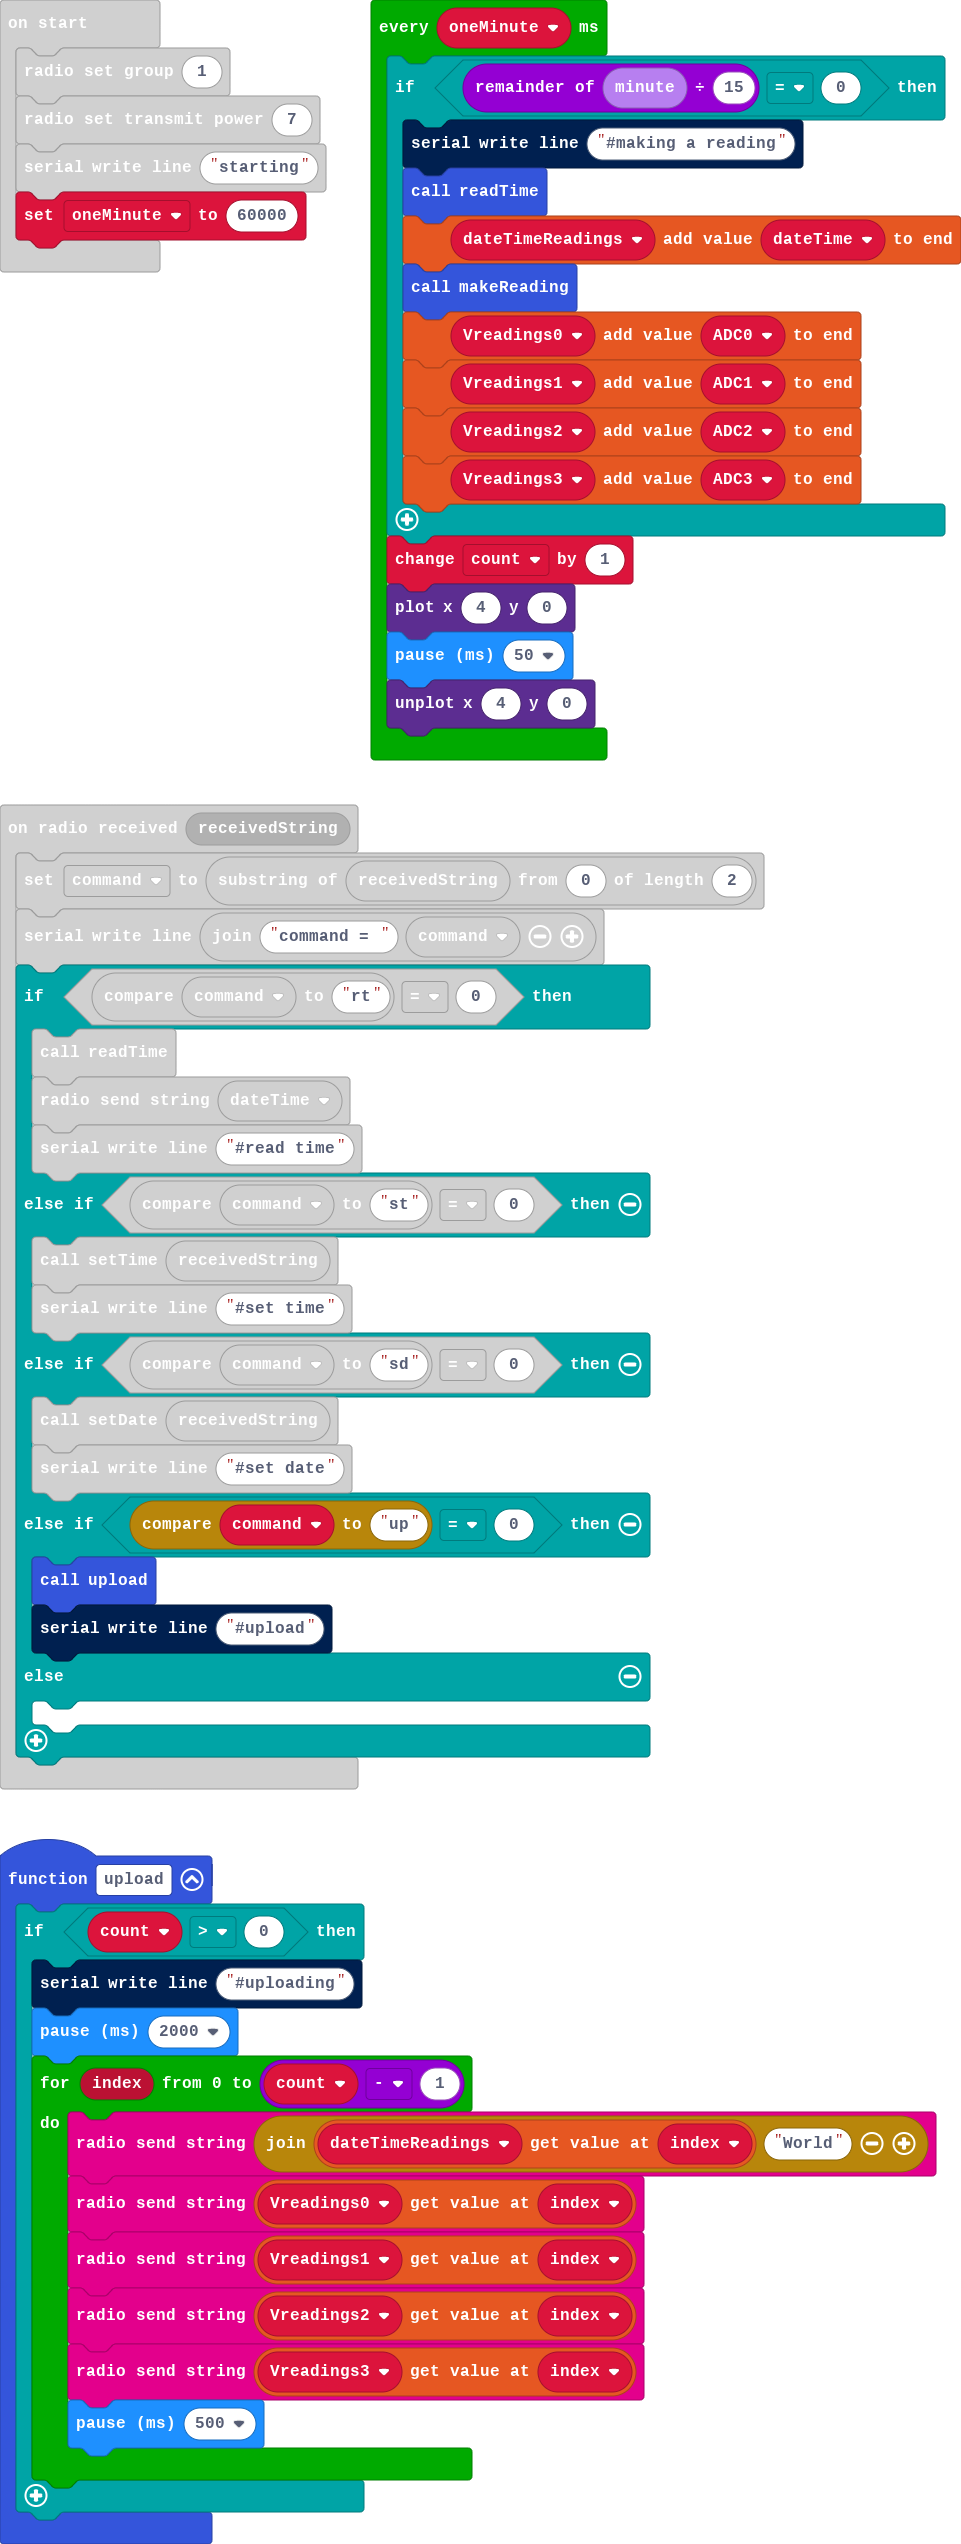 on start
radio set group 1
radio set transmit power 7
serial write line "starting"
set oneMinute to 60000
every oneMinute ms
if remainder of minute ÷ 15 = 0 then
serial write line "#making a reading"
call readTime
dateTimeReadings add value dateTime to end
call makeReading
Vreadings0 add value ADC0 to end
Vreadings1 add value ADC1 to end
Vreadings2 add value ADC2 to end
Vreadings3 add value ADC3 to end
change count by 1
plot x 4 y 0
pause (ms) 50
unplot x 4 y 0
on radio received receivedString
set command to substring of receivedString from 0 of length 2
serial write line join "command = " command
if compare command to "rt" = 0 then
call readTime
radio send string dateTime
serial write line "#read time"
else if compare command to "st" = 0 then
call setTime receivedString
serial write line "#set time"
else if compare command to "sd" = 0 then
call setDate receivedString
serial write line "#set date"
else if compare command to "up" = 0 then
call upload
serial write line "#upload"
else
function upload
if count > 0 then
serial write line "#uploading"
pause (ms) 2000
for index from 0 to count - 1
do
radio send string join dateTimeReadings get value at index "World"
radio send string Vreadings0 get value at index
radio send string Vreadings1 get value at index
radio send string Vreadings2 get value at index
radio send string Vreadings3 get value at index
pause (ms) 500